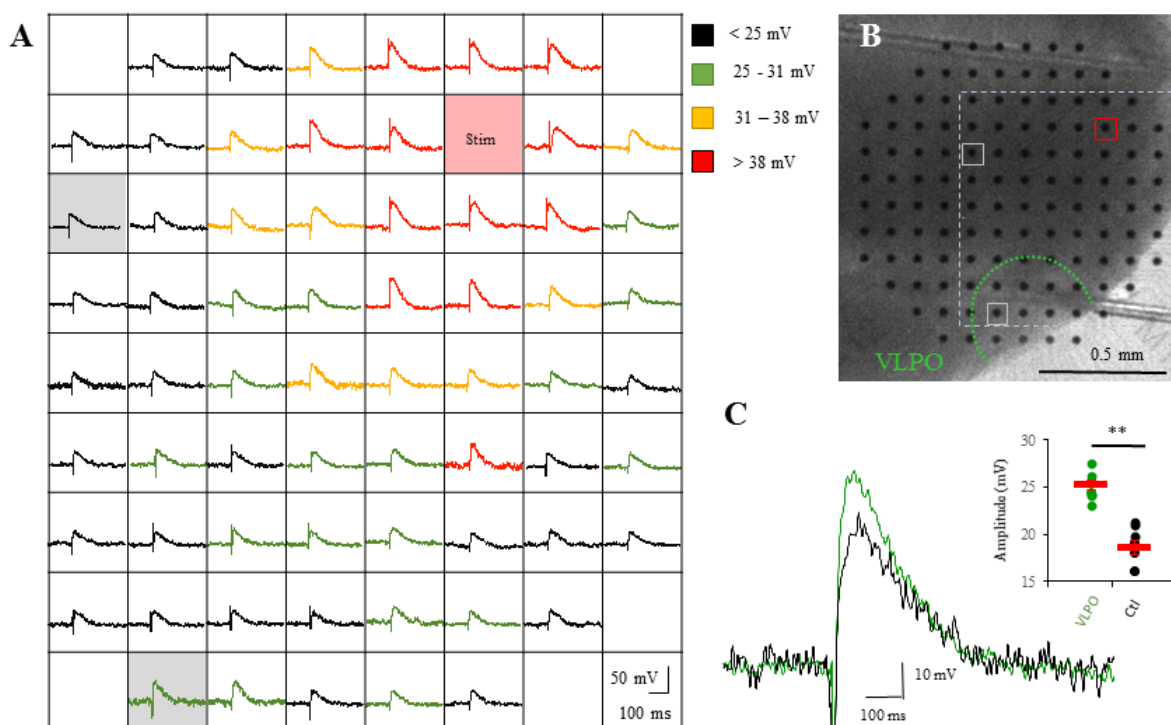 A
Stim
50 mV
100 ms
< 25 mV
25 - 31 mV
31 – 38 mV
> 38 mV
B
VLPO
0.5 mm
C
**
30
25
20
15
Amplitude (mV)
VLPO
Ctl
10 mV
100 ms